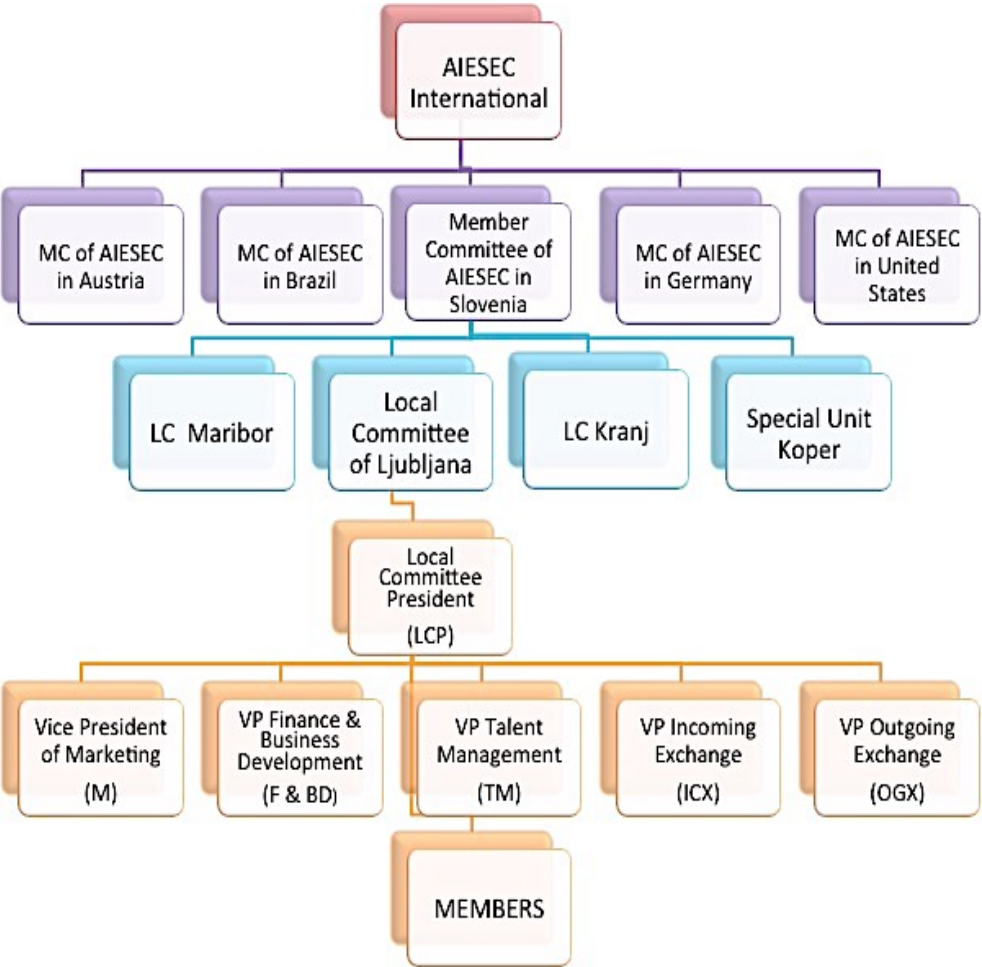 AIESEC
International
MC of AIESEC
in Austria
MC of AIESEC
in Brazil
Member
Committee of
AIESEC in
Slovenia
MC of AIESEC
in Germany
MC of AIESEC
in United
States
LC  Maribor
Local
Committee
of Ljubljana
LC Kranj
Special Unit
Koper
Local
Committee
President
(LCP)
Vice President
of Marketing
(M)
VP Finance &
Business
Development
(F & BD)
VP Talent
Management
(TM)
VP Incoming
Exchange
(ICX)
VP Outgoing
Exchange
(OGX)
MEMBERS